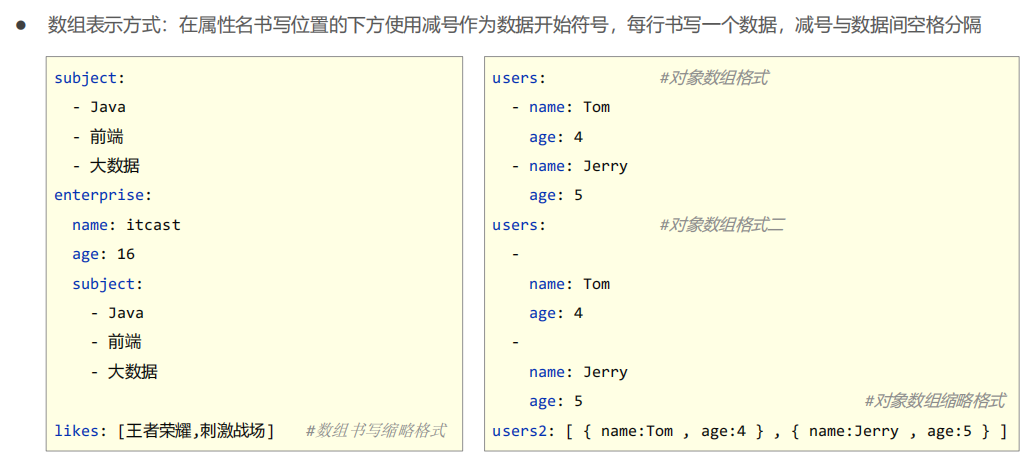 ● 数组表示方式：在属性名书写位置的下方使用减号作为数据开始符号，每行书写一个数据，减号与数据间空格分隔
subject:
  - Java
  - 前端
  - 大数据
enterprise:
  name: itcast
  age: 16
  subject:
    - Java
    - 前端
    - 大数据
likes: [王者荣耀,刺激战场] #数组书写缩略格式
users: #对象数组格式
  - name: Tom
    age: 4
  - name: Jerry
    age: 5
users: #对象数组格式二
  -
    name: Tom
    age: 4
  -
    name: Jerry
    age: 5 #对象数组缩略格式
users2: [ { name:Tom , age:4 } , { name:Jerry , age:5 } ]